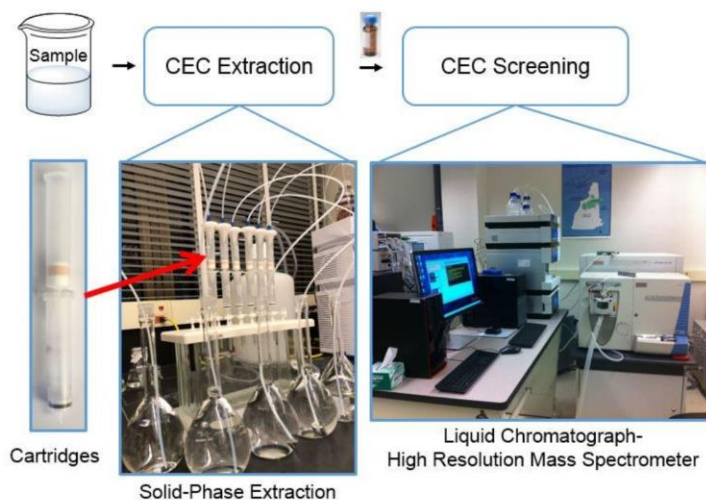 Sample
CEC Extraction
CEC Screening
Cartridges
Solid-Phase Extraction
Liquid Chromatograph-
High Resolution Mass Spectrometer